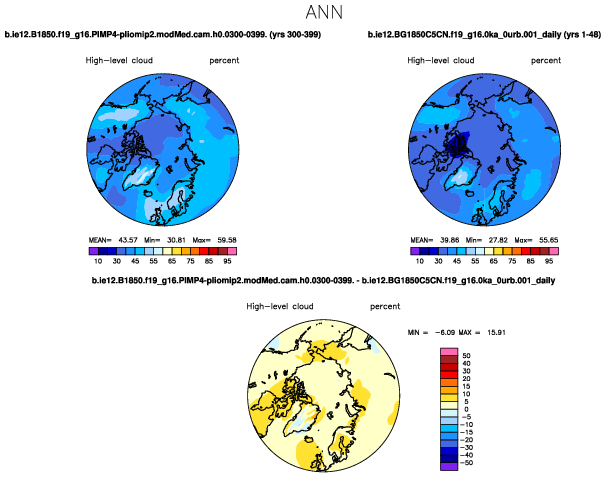 ANN
b.ie12.B1850.f19_g16.PIMP4-pliomip2.modMed.cam.h0.0300-0399. (yrs 300-399)
b.ie12.BG1850C5CN.f19_g16.0ka_0urb.001_daily (yrs 1-48)
High-level cloud percent
High-level cloud percent
MEAN= 43.57 Min= 30.81 Max= 59.58
MEAN= 39.86 Min= 27.82 Max= 55.65
10 30 45 55 65 75 85 95
10 30 45 55 65 75 85 95
b.ie12.B1850.f19_g16.PIMP4-pliomip2.modMed.cam.h0.0300-0399. - b.ie12.BG1850C5CN.f19_g16.0ka_0urb.001_daily
High-level cloud percent
MIN = -6.09 MAX = 15.91
50
40
30
20
15
10
5
0
-5
-10
-15
-20
-30
-40
-50